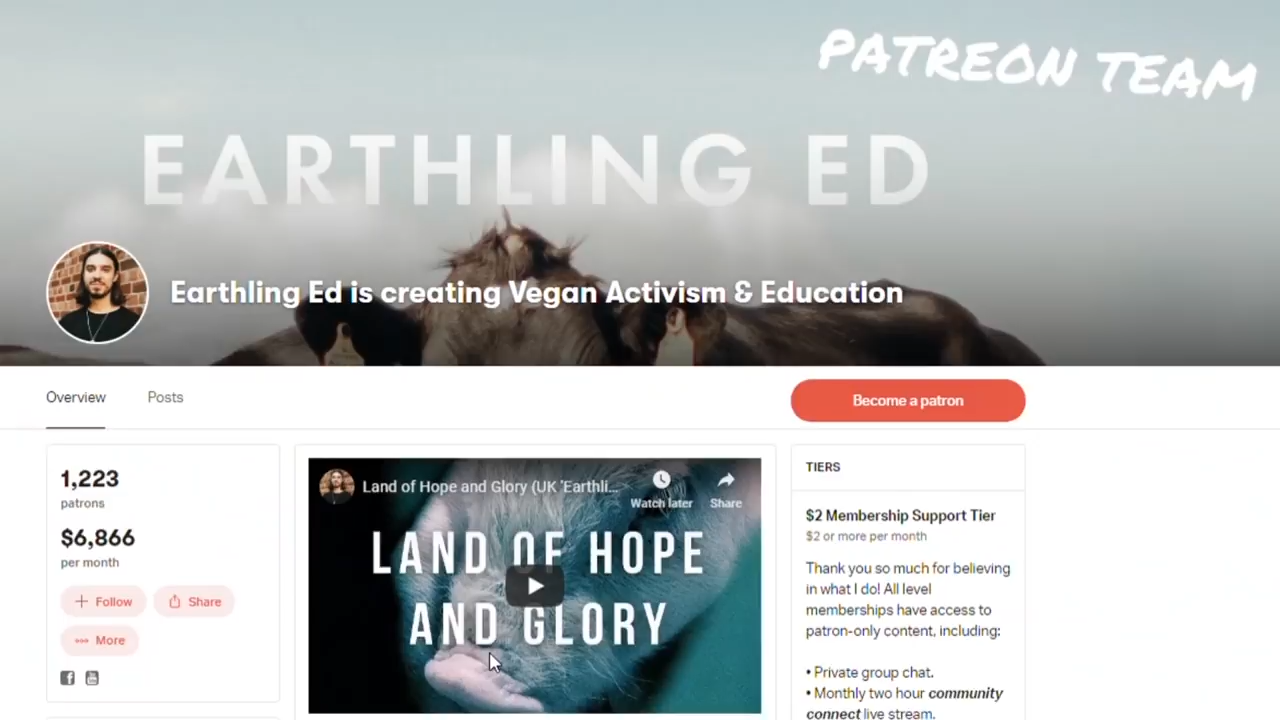 PATREON TEAM
EARTHLING ED
Earthling Ed is creating Vegan Activism & Education
Overview
Posts
Become a patron
1,223
patrons
$6,866
per month
Follow
Share
More
Land of Hope and Glory (UK 'Earthli...
Watch later
Share
LAND OF HOPE
AND GLORY
TIERS
$2 Membership Support Tier
$2 or more per month
Thank you so much for believing
in what I do! All level
memberships have access to
patron-only content, including:
• Private group chat.
• Monthly two hour community
connect live stream.